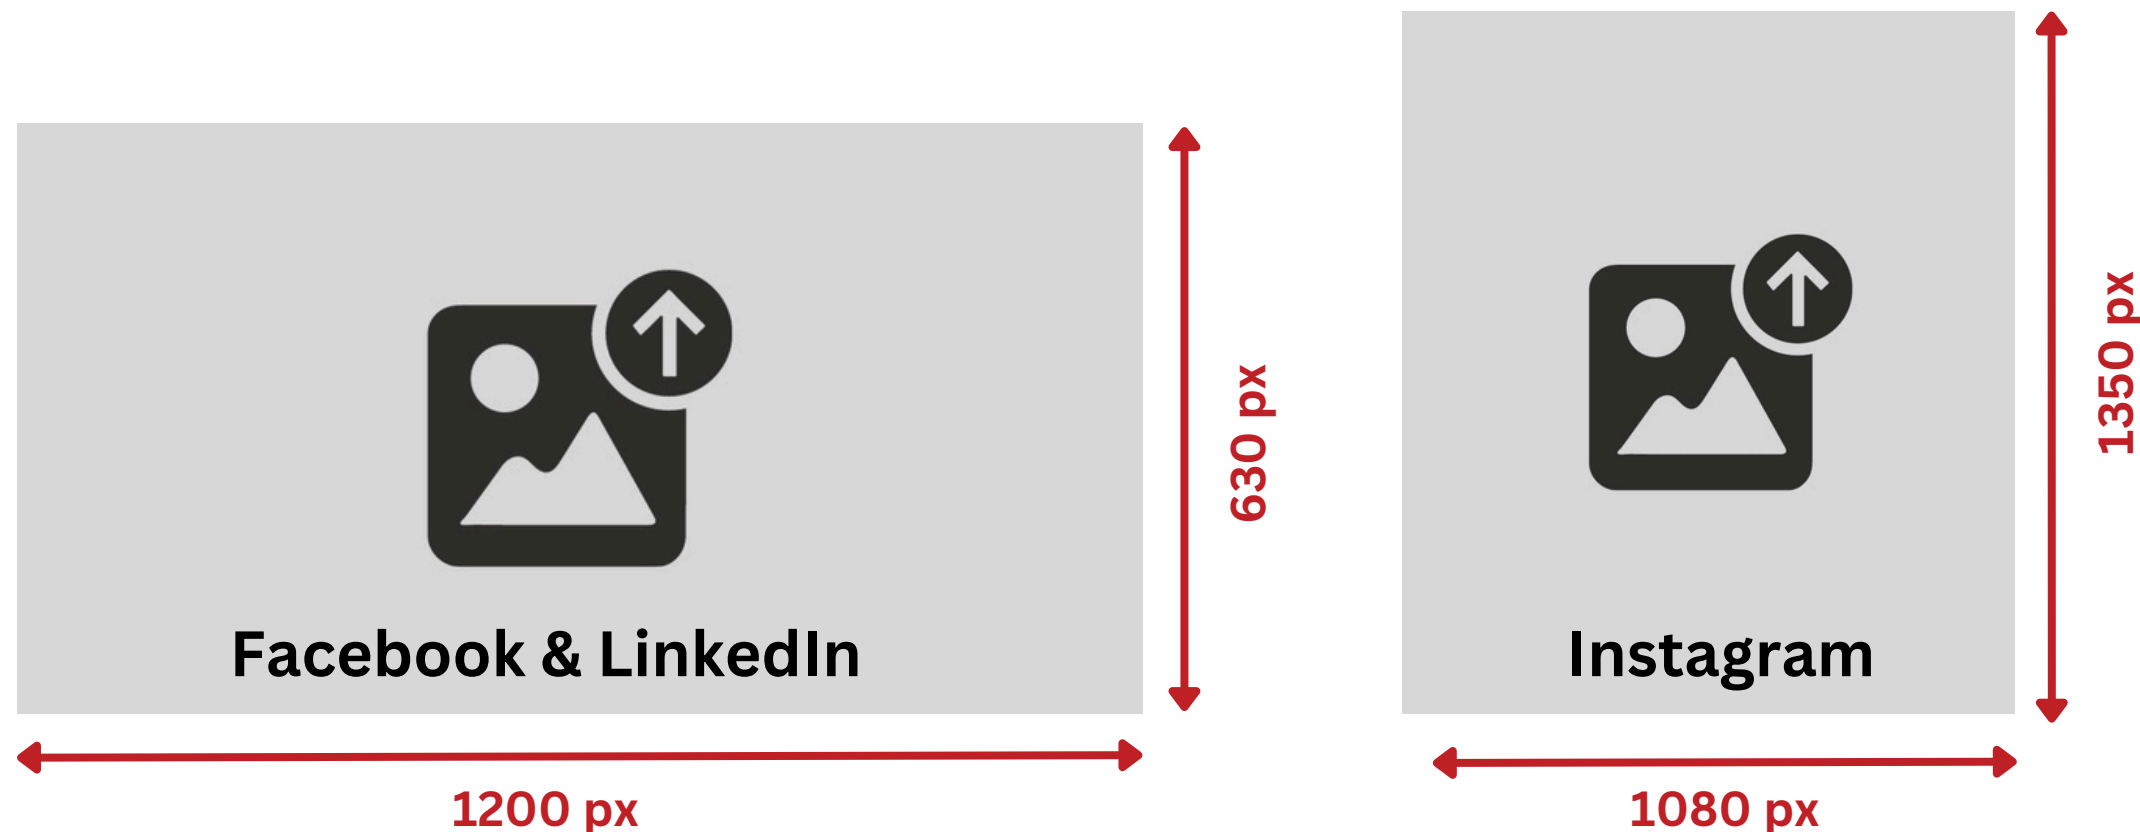 Facebook & LinkedIn
630 px
1200 px
Instagram
1350 px
1080 px